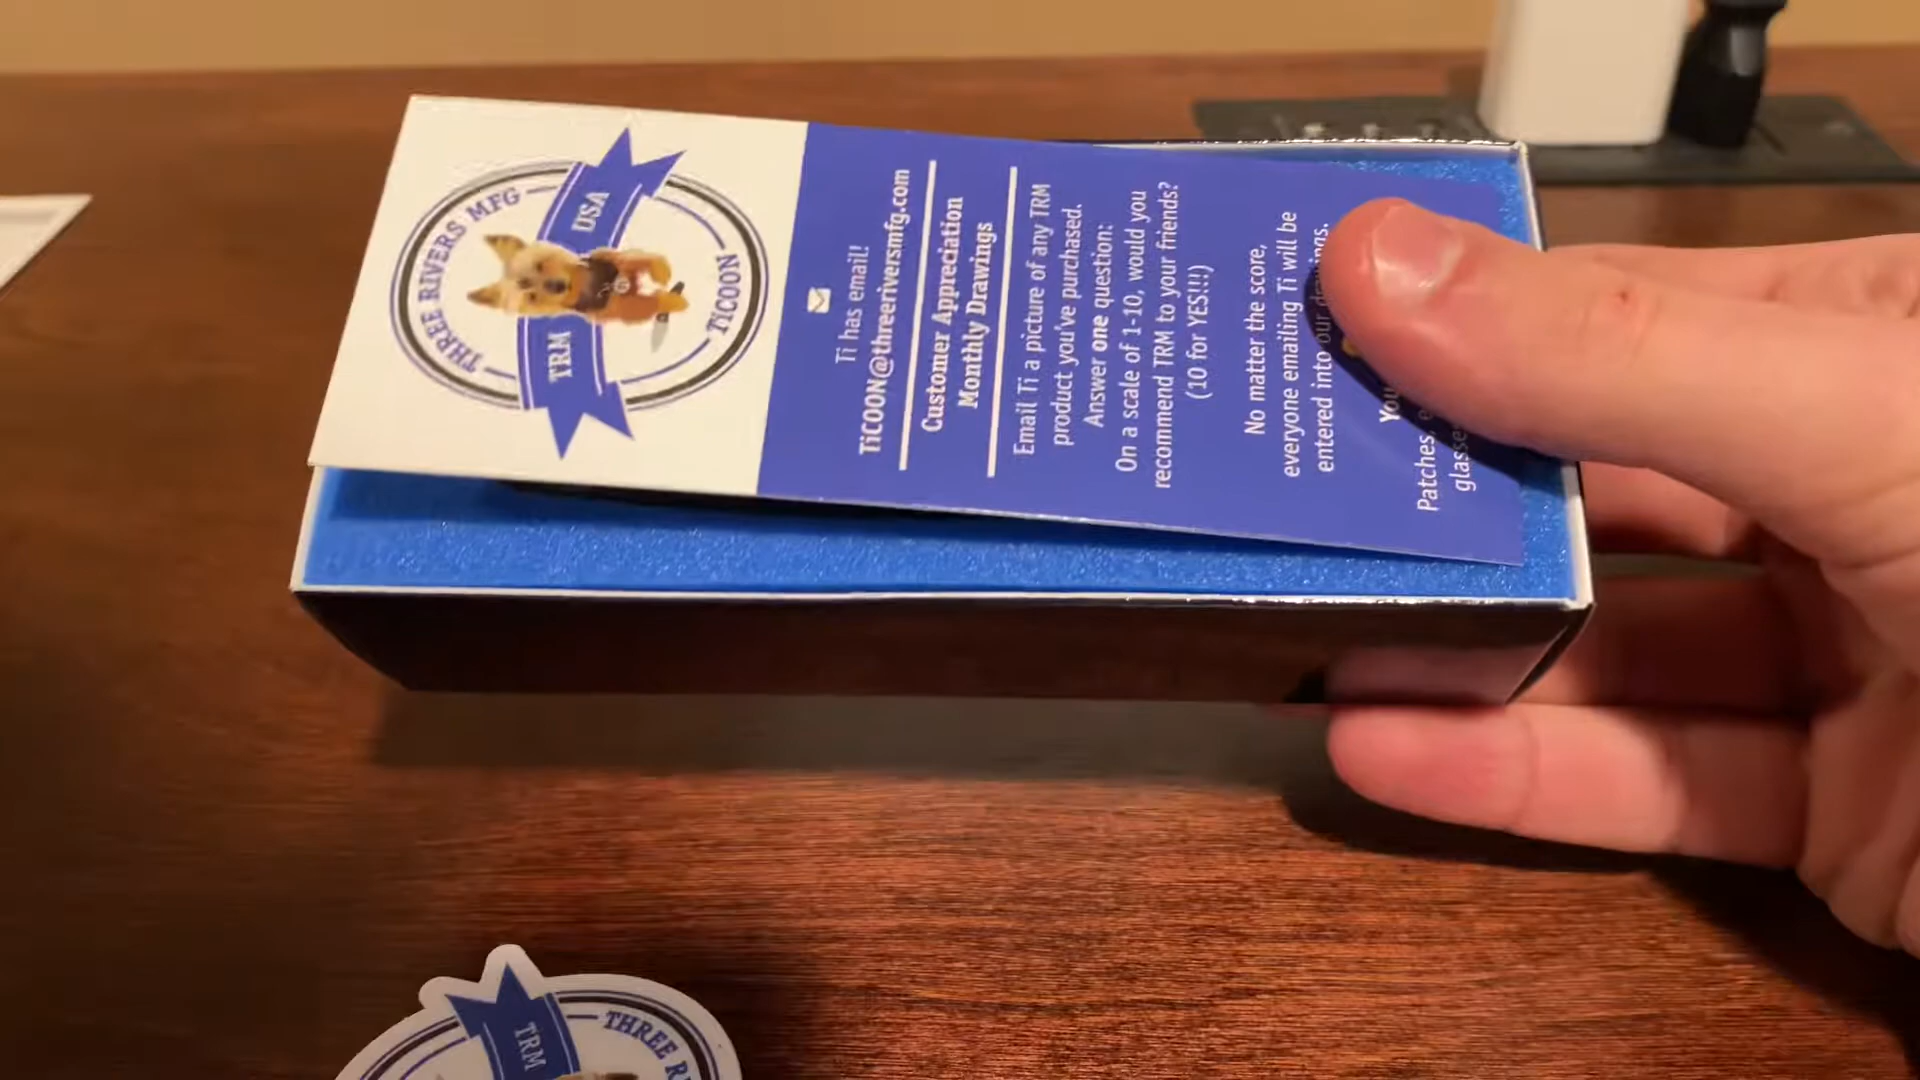 THREE RIVERS MFG
TRM USA
TiCOON
Ti has email!
TiCOON@threeriversmfg.com
Customer Appreciation
Monthly Drawings
Email Ti a picture of any TRM
product you've purchased.
Answer one question:
On a scale of 1-10, would you
recommend TRM to your friends?
(10 for YES!!!)
No matter the score,
everyone emailing Ti will be
entered into our
Patches,
TRM
THREE